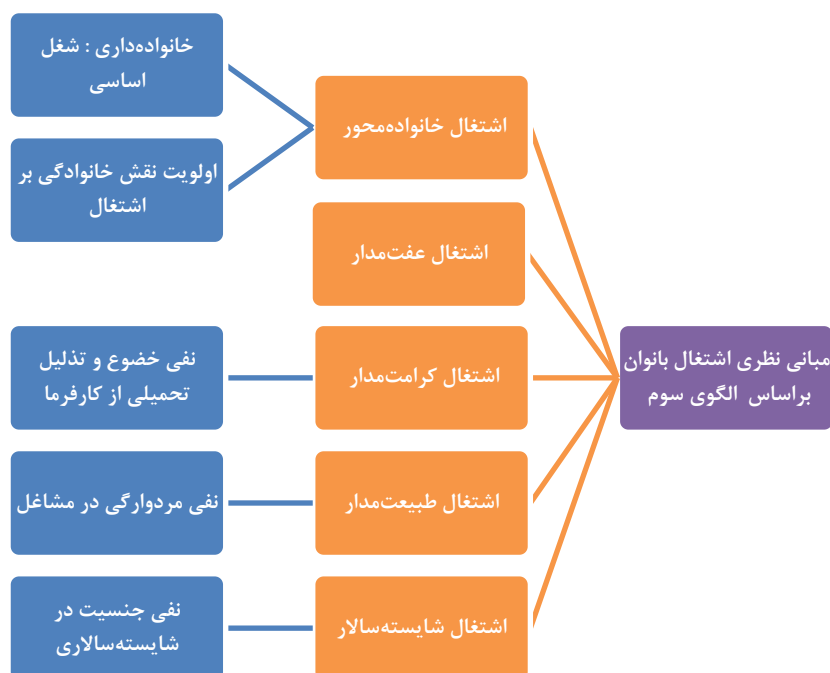 مبانی نظری اشتغال بانوان
براساس الگوی سوم
اشتغال خانواده‌محور
خانواده‌داری : شغل
اساسی
اولویت نقش خانوادگی بر
اشتغال
اشتغال عفت‌مدار
اشتغال کرامت‌مدار
نفی خضوع و تذلیل
تحمیلی از کارفرما
اشتغال طبیعت‌مدار
نفی مردوارگی در مشاغل
اشتغال شایسته‌سالار
نفی جنسیت در
شایسته‌سالاری